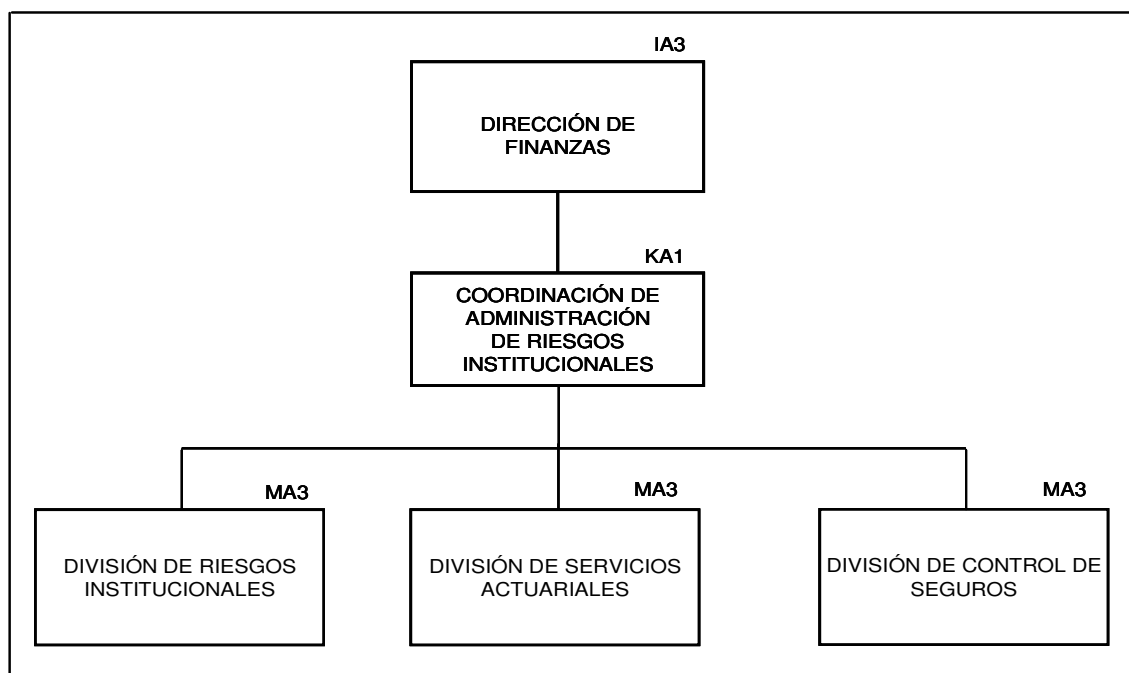 IA3
DIRECCIÓN DE
FINANZAS
KA1
COORDINACIÓN DE
ADMINISTRACIÓN
DE RIESGOS
INSTITUCIONALES
MA3
DIVISIÓN DE RIESGOS
INSTITUCIONALES
MA3
DIVISIÓN DE SERVICIOS
ACTUARIALES
MA3
DIVISIÓN DE CONTROL DE
SEGUROS